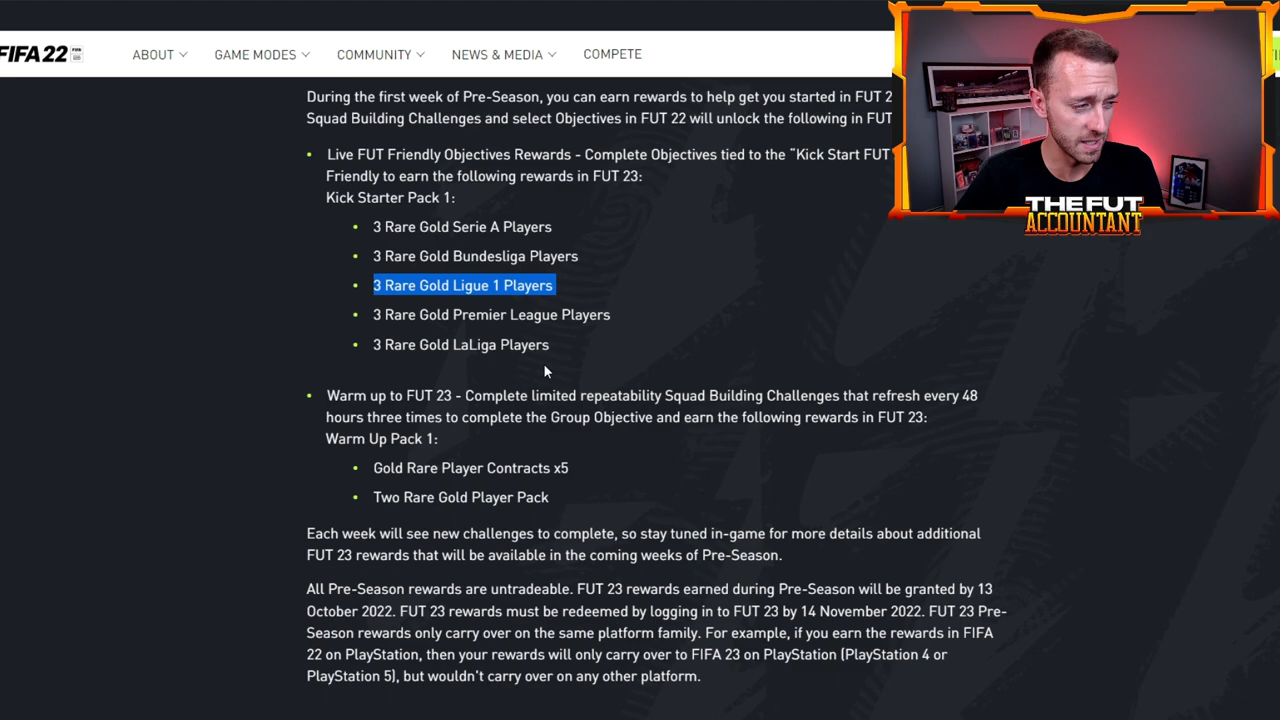 FIFA 22
ABOUT
GAME MODES
COMMUNITY
NEWS & MEDIA
COMPETE
During the first week of Pre-Season, you can earn rewards to help get you started in FUT 2
Squad Building Challenges and select Objectives in FUT 22 will unlock the following in FUT
• Live FUT Friendly Objectives Rewards - Complete Objectives tied to the “Kick Start FUT
Friendly to earn the following rewards in FUT 23:
Kick Starter Pack 1:
• 3 Rare Gold Serie A Players
• 3 Rare Gold Bundesliga Players
• 3 Rare Gold Ligue 1 Players
• 3 Rare Gold Premier League Players
• 3 Rare Gold LaLiga Players
• Warm up to FUT 23 - Complete limited repeatability Squad Building Challenges that refresh every 48
hours three times to complete the Group Objective and earn the following rewards in FUT 23:
Warm Up Pack 1:
• Gold Rare Player Contracts x5
• Two Rare Gold Player Pack
Each week will see new challenges to complete, so stay tuned in-game for more details about additional
FUT 23 rewards that will be available in the coming weeks of Pre-Season.
All Pre-Season rewards are untradeable. FUT 23 rewards earned during Pre-Season will be granted by 13
October 2022. FUT 23 rewards must be redeemed by logging in to FUT 23 by 14 November 2022. FUT 23 Pre-
Season rewards only carry over on the same platform family. For example, if you earn the rewards in FIFA
22 on PlayStation, then your rewards will only carry over to FIFA 23 on PlayStation (PlayStation 4 or
PlayStation 5), but wouldn't carry over on any other platform.
THE FUT
ACCOUNTANT